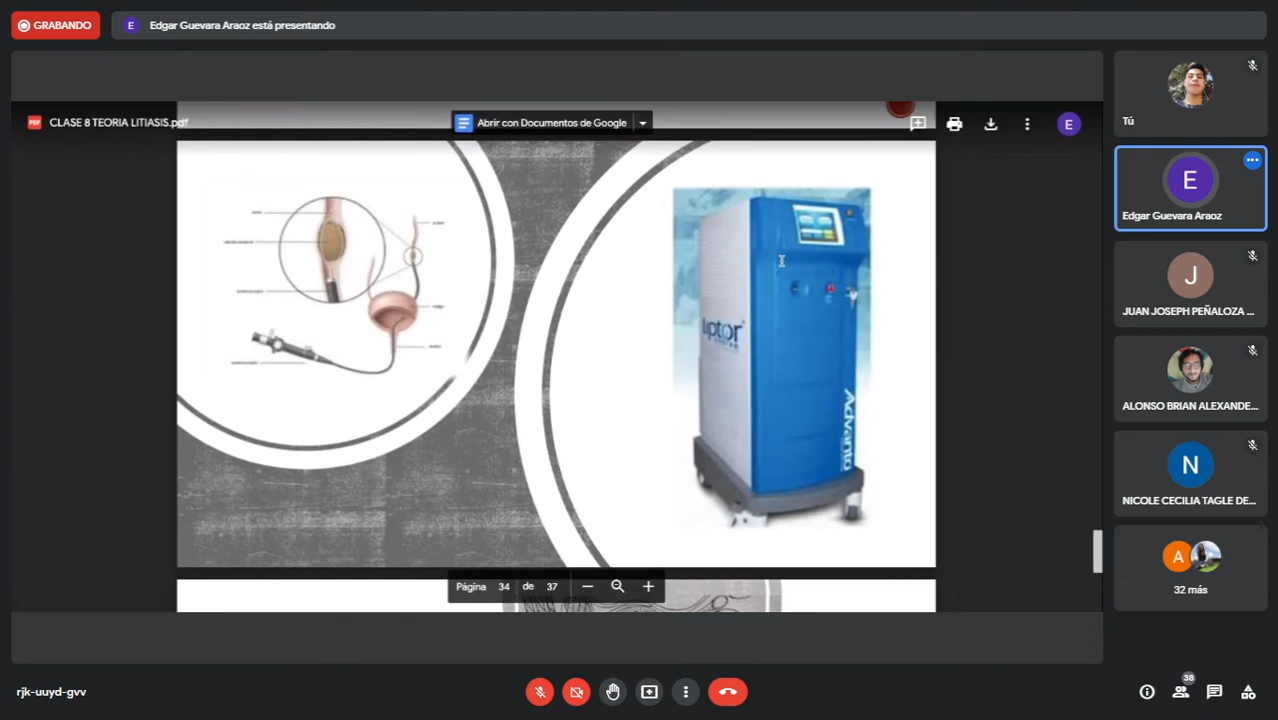 GRABANDO
E
Edgar Guevara Araoz está presentando
PDF
CLASE 8 TEORIA LITIASIS.pdf
Abrir con Documentos de Google
E
Advanto
Página 34 de 37
rjk-uuyd-gvv
Tú
E
Edgar Guevara Araoz
J
JUAN JOSEPH PEÑALOZA ...
ALONSO BRIAN ALEXANDE...
N
NICOLE CECILIA TAGLE DE...
A
32 más
38